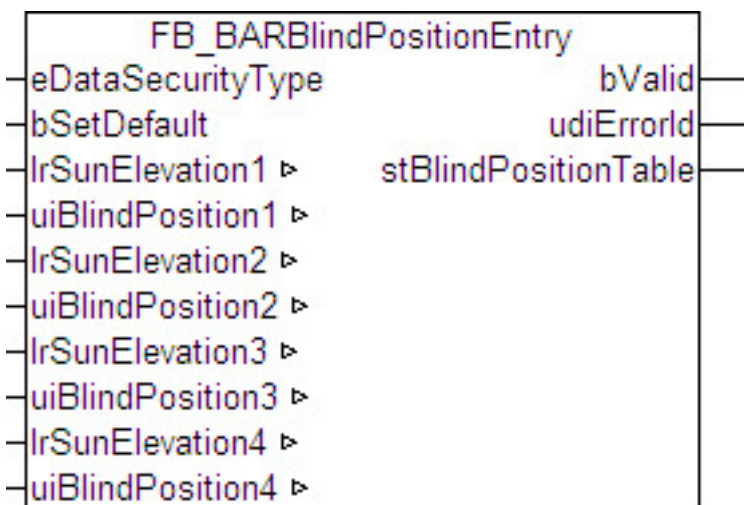 FB_BARBlindPositionEntry
eDataSecurityType bValid
bSetDefault udiErrorId
lrSunElevation1
stBlindPositionTable
uiBlindPosition1
lrSunElevation2
uiBlindPosition2
lrSunElevation3
uiBlindPosition3
lrSunElevation4
uiBlindPosition4